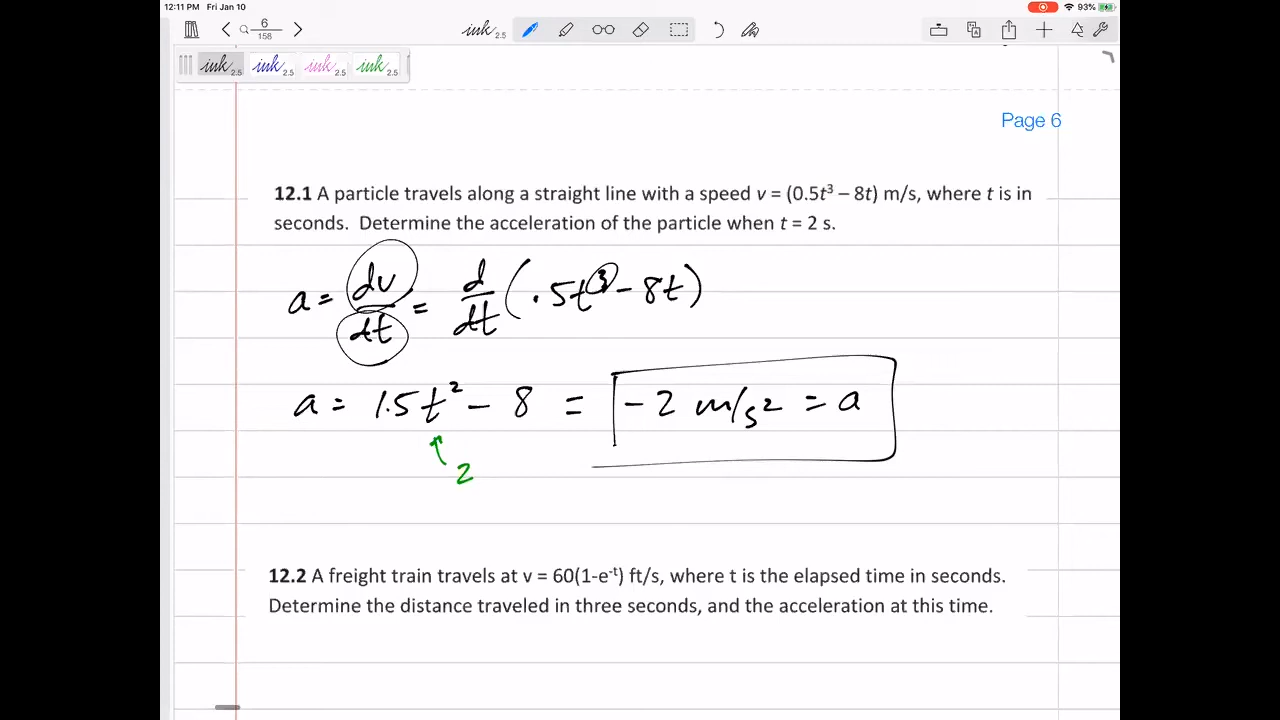 12:11 PM Fri Jan 10 93%
6
158
ink 2.5
ink 2.5 ink 2.5 ink 2.5 ink 2.5
Page 6
12.1 A particle travels along a straight line with a speed v = (0.5t³ – 8t) m/s, where t is in
seconds. Determine the acceleration of the particle when t = 2 s.
a = dv/dt = d/dt (.5t³ - 8t)
a = 1.5t² - 8 = -2 m/s² = a
2
12.2 A freight train travels at v = 60(1-e⁻ᵗ) ft/s, where t is the elapsed time in seconds.
Determine the distance traveled in three seconds, and the acceleration at this time.